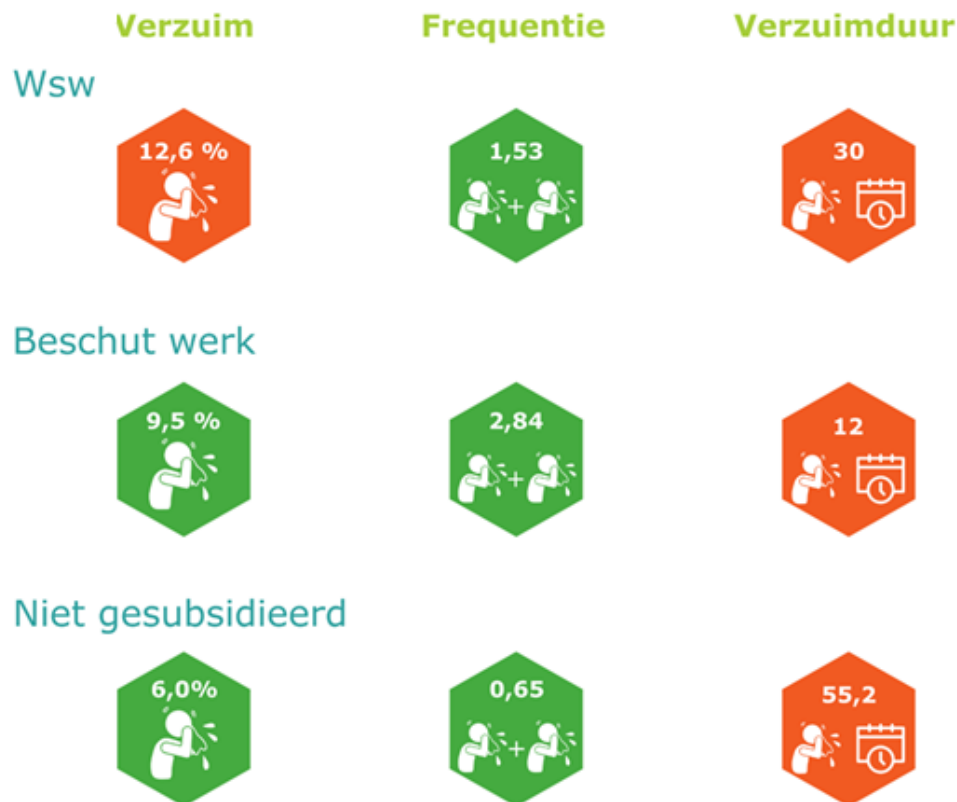 Verzuim Frequentie Verzuimduur
Wsw
12,6 % 1,53 30
+
Beschut werk
9,5 % 2,84 12
+
Niet gesubsidieerd
6,0% 0,65 55,2
+